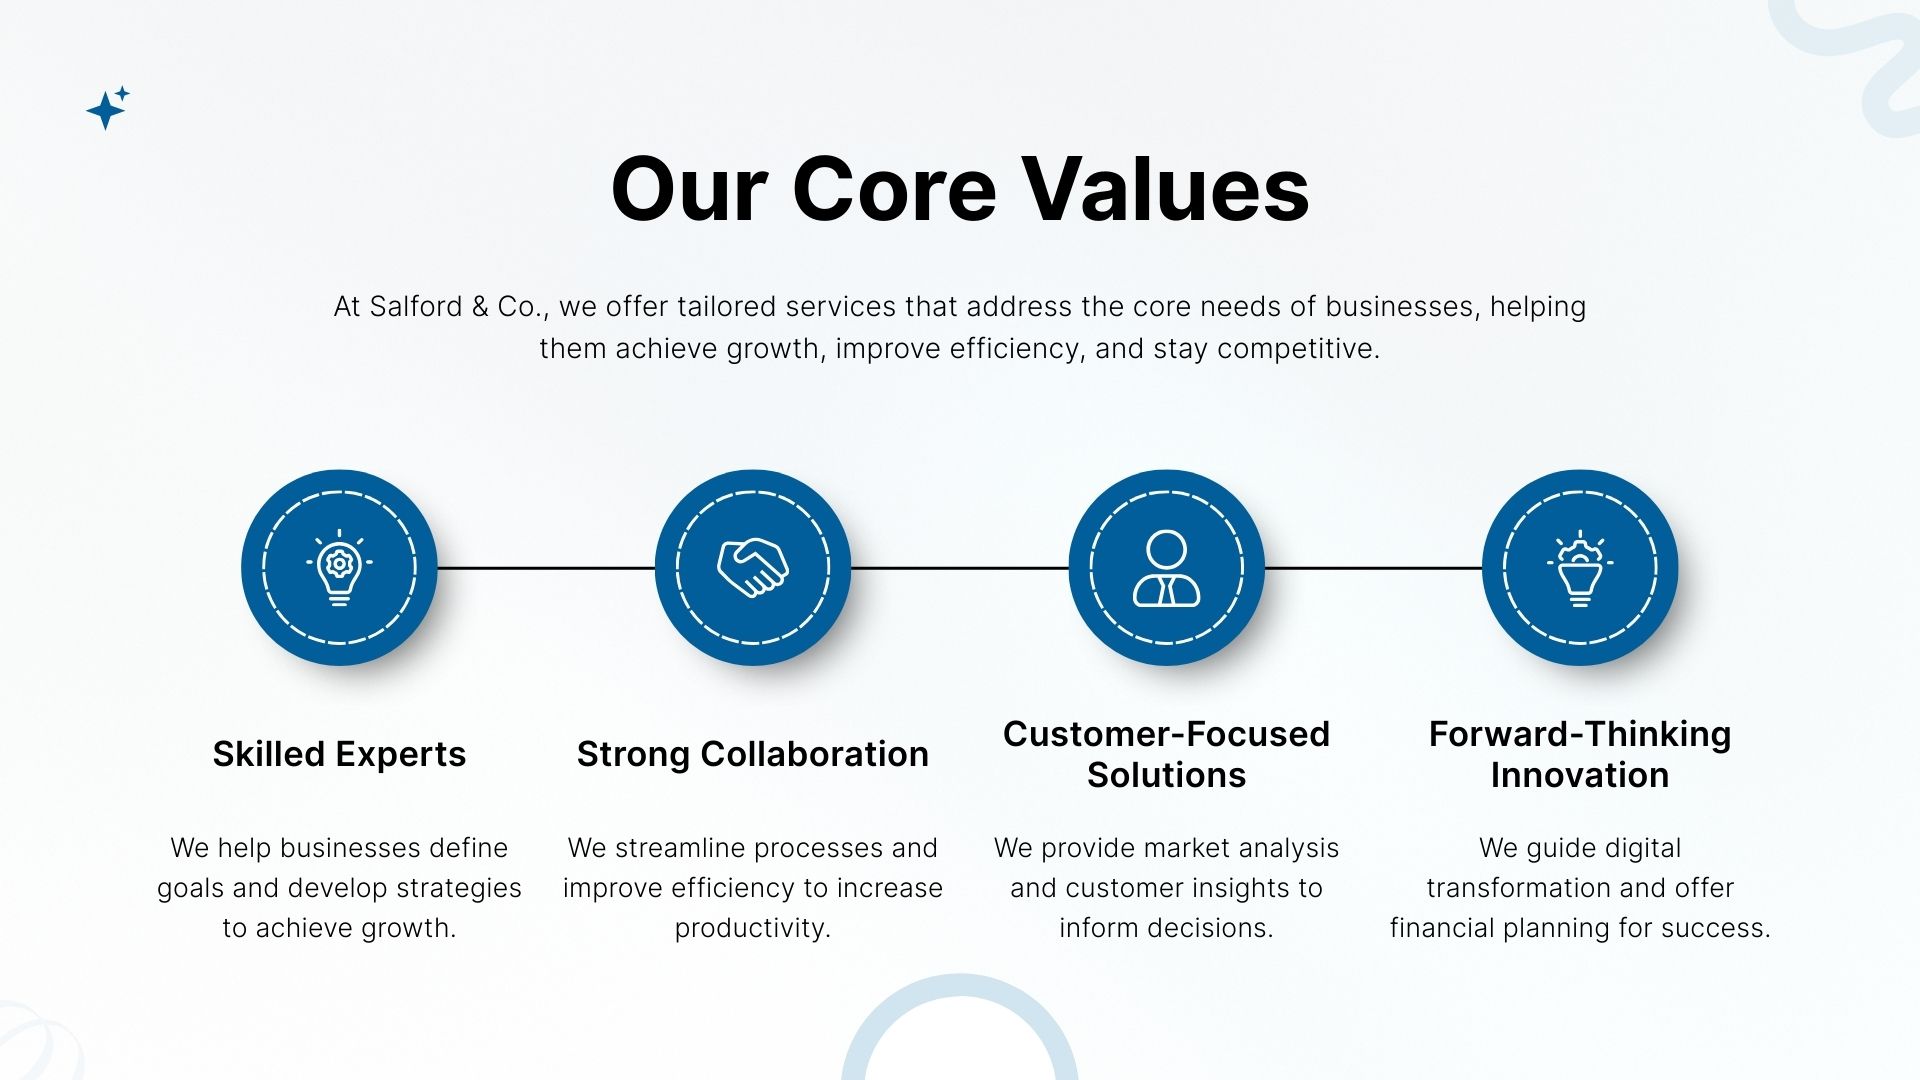 Our Core Values
At Salford & Co., we offer tailored services that address the core needs of businesses, helping
them achieve growth, improve efficiency, and stay competitive.
Skilled Experts
We help businesses define
goals and develop strategies
to achieve growth.
Strong Collaboration
We streamline processes and
improve efficiency to increase
productivity.
Customer-Focused
Solutions
We provide market analysis
and customer insights to
inform decisions.
Forward-Thinking
Innovation
We guide digital
transformation and offer
financial planning for success.